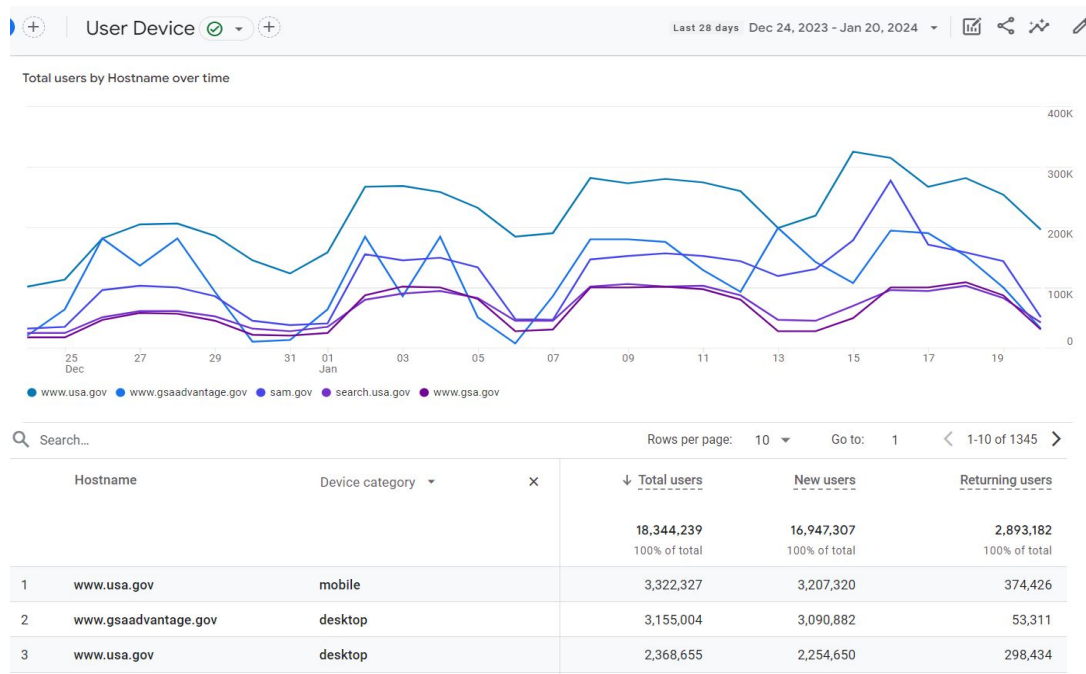 User Device
Last 28 days Dec 24, 2023 - Jan 20, 2024
Total users by Hostname over time
400K
300K
200K
100K
0
25 27 29 31 01 03 05 07 09 11 13 15 17 19
Dec Jan
www.usa.gov www.gsaadvantage.gov sam.gov search.usa.gov www.gsa.gov
Search... Rows per page: 10 Go to: 1 1-10 of 1345
Hostname Device category Total users New users Returning users
18,344,239 16,947,307 2,893,182
100% of total 100% of total 100% of total
1 www.usa.gov mobile 3,322,327 3,207,320 374,426
2 www.gsaadvantage.gov desktop 3,155,004 3,090,882 53,311
3 www.usa.gov desktop 2,368,655 2,254,650 298,434